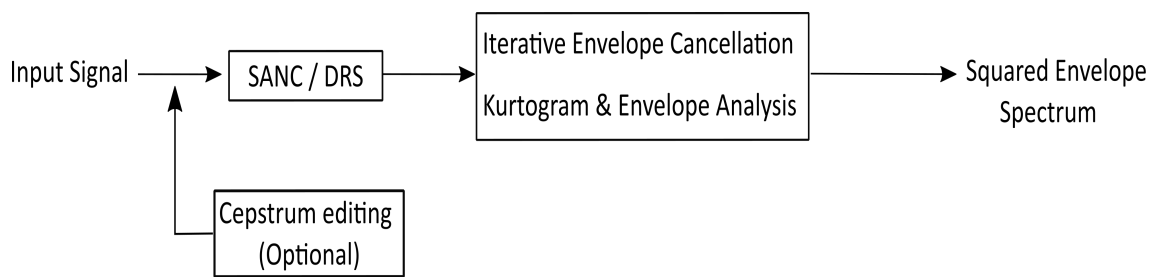 Input Signal
SANC / DRS
Iterative Envelope Cancellation
Kurtogram & Envelope Analysis
Squared Envelope
Spectrum
Cepstrum editing
(Optional)